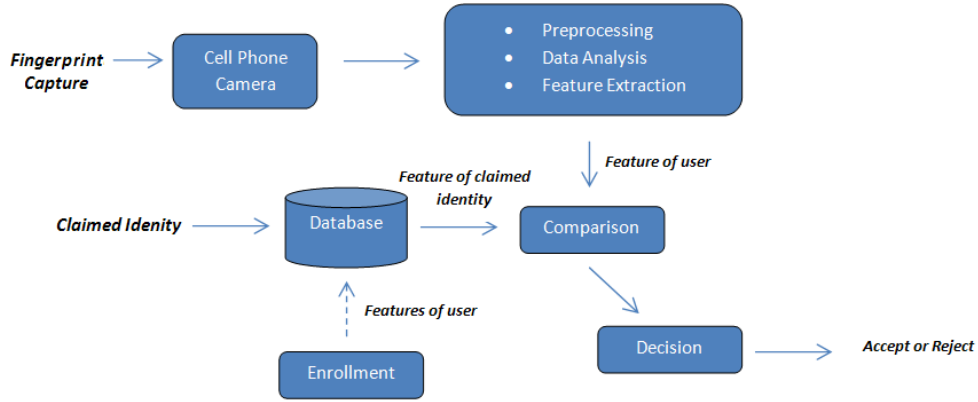 Fingerprint
Capture
Cell Phone
Camera
• Preprocessing
• Data Analysis
• Feature Extraction
Feature of user
Feature of claimed
identity
Claimed Idenity
Database
Comparison
Features of user
Enrollment
Decision
Accept or Reject